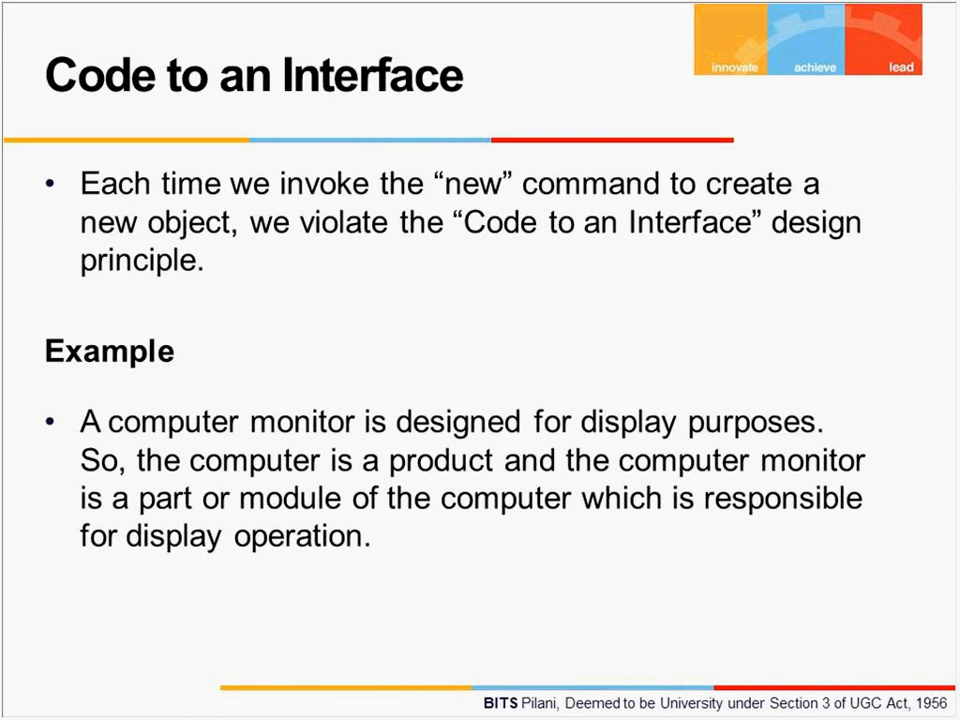 innovate achieve lead
Code to an Interface
• Each time we invoke the “new” command to create a
new object, we violate the “Code to an Interface” design
principle.
Example
• A computer monitor is designed for display purposes.
So, the computer is a product and the computer monitor
is a part or module of the computer which is responsible
for display operation.
BITS Pilani, Deemed to be University under Section 3 of UGC Act, 1956